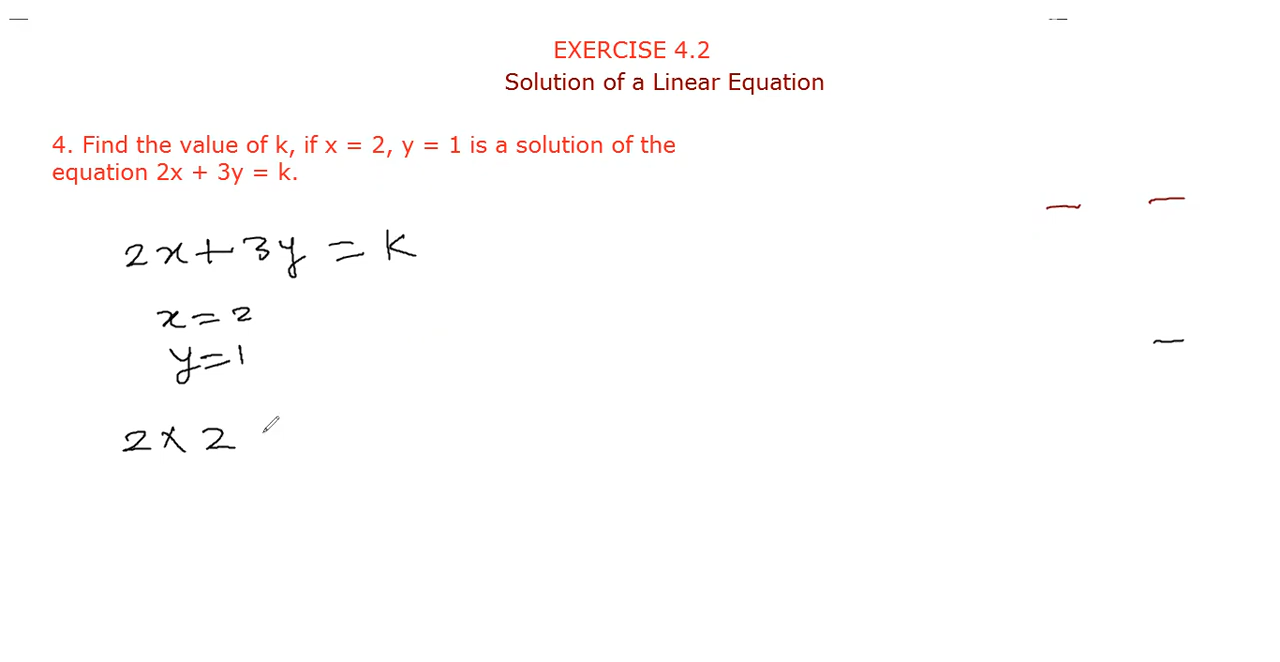 EXERCISE 4.2
Solution of a Linear Equation
4. Find the value of k, if x = 2, y = 1 is a solution of the
equation 2x + 3y = k.
2x+3y = k
x=2
y=1
2 x 2